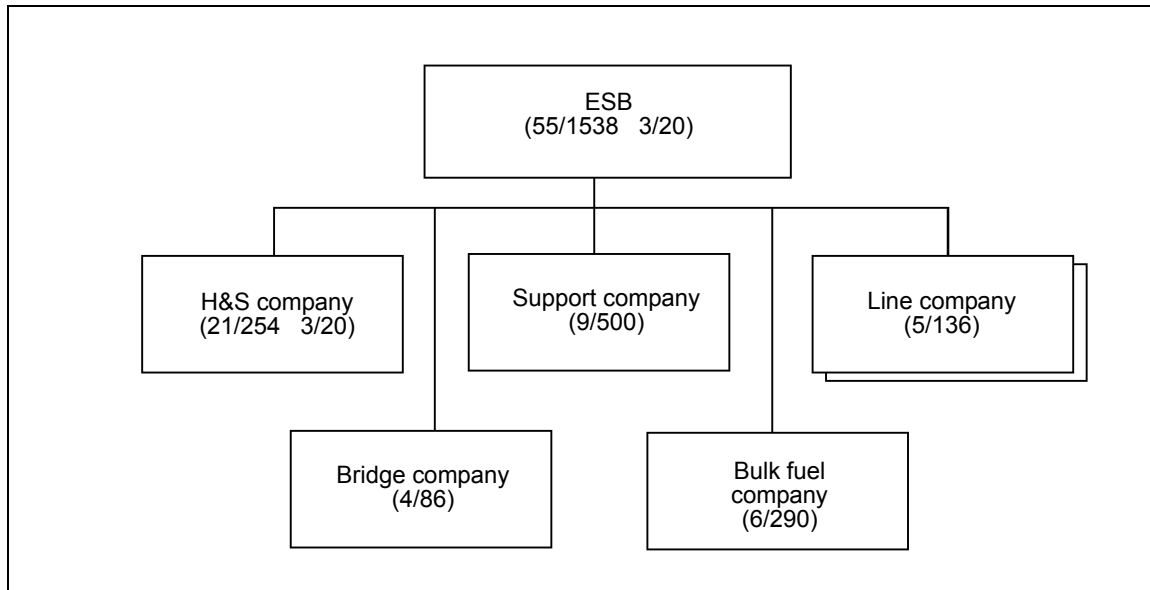 ESB
(55/1538 3/20)
H&S company
(21/254 3/20)
Support company
(9/500)
Line company
(5/136)
Bridge company
(4/86)
Bulk fuel
company
(6/290)